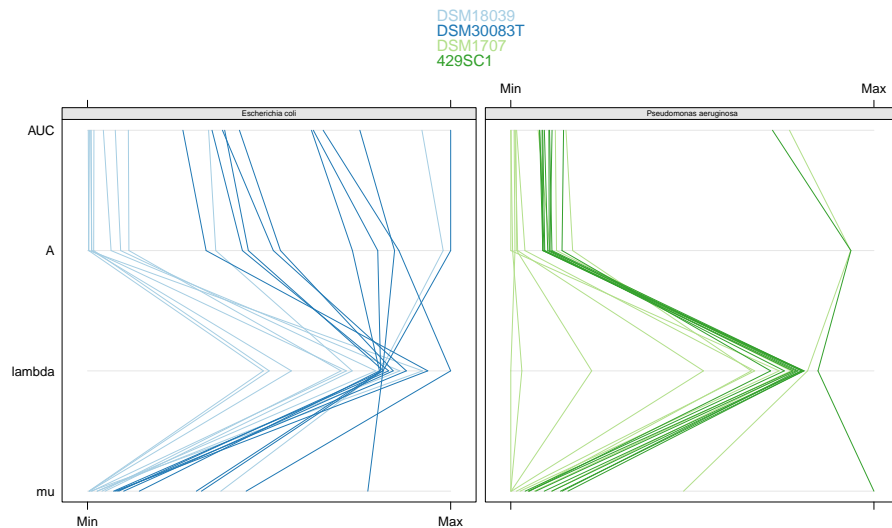 DSM18039
DSM30083T
DSM1707
429SC1
Min Max
Escherichia coli Pseudomonas aeruginosa
AUC
A
lambda
mu
Min Max